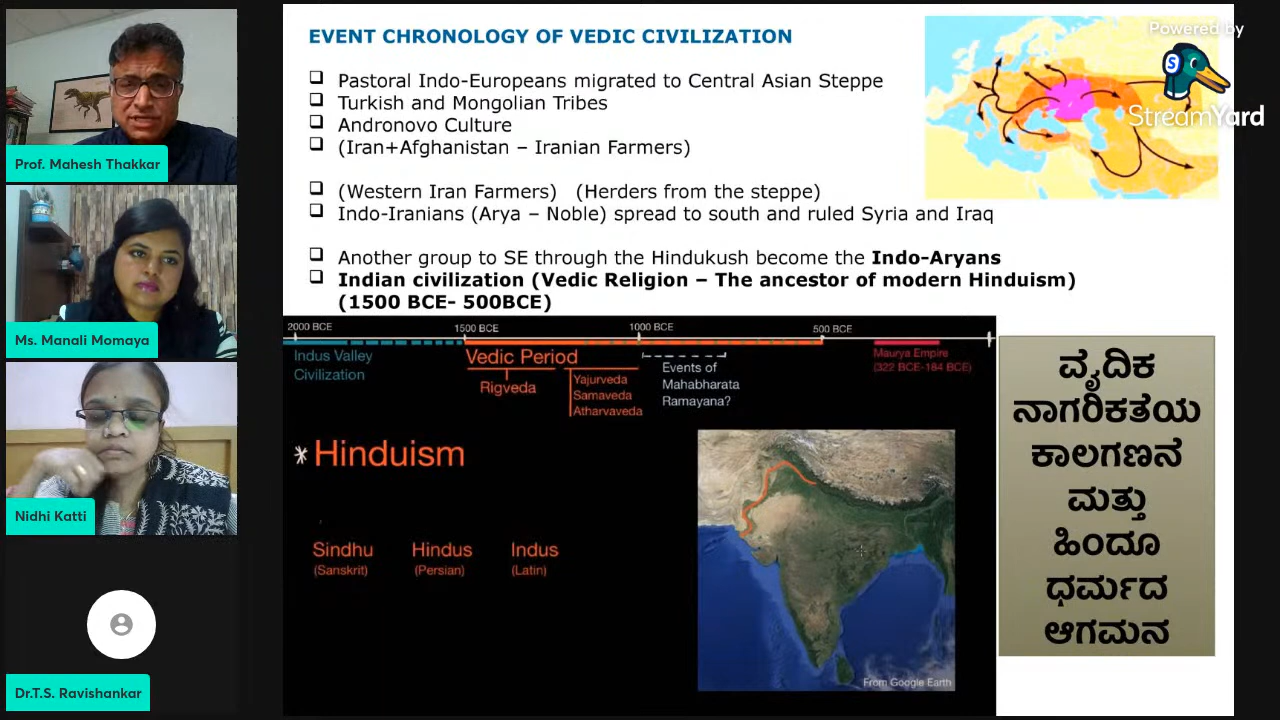 Prof. Mahesh Thakkar
Ms. Manali Momaya
Nidhi Katti
Dr.T.S. Ravishankar
EVENT CHRONOLOGY OF VEDIC CIVILIZATION
Pastoral Indo-Europeans migrated to Central Asian Steppe
Turkish and Mongolian Tribes
Andronovo Culture
(Iran+Afghanistan – Iranian Farmers)
(Western Iran Farmers) (Herders from the steppe)
Indo-Iranians (Arya – Noble) spread to south and ruled Syria and Iraq
Another group to SE through the Hindukush become the Indo-Aryans
Indian civilization (Vedic Religion – The ancestor of modern Hinduism)
(1500 BCE- 500BCE)
Powered by
S
StreamYard
2000 BCE 1500 BCE 1000 BCE 500 BCE
Indus Valley
Civilization
Vedic Period
Rigveda
Yajurveda
Samaveda
Atharvaveda
Events of
Mahabharata
Ramayana?
Maurya Empire
(322 BCE-184 BCE)
* Hinduism
Sindhu Hindus Indus
(Sanskrit) (Persian) (Latin)
From Google Earth
ವೈದಿಕ
ನಾಗರಿಕತೆಯ
ಕಾಲಗಣನೆ
ಮತ್ತು
ಹಿಂದೂ
ಧರ್ಮದ
ಆಗಮನ